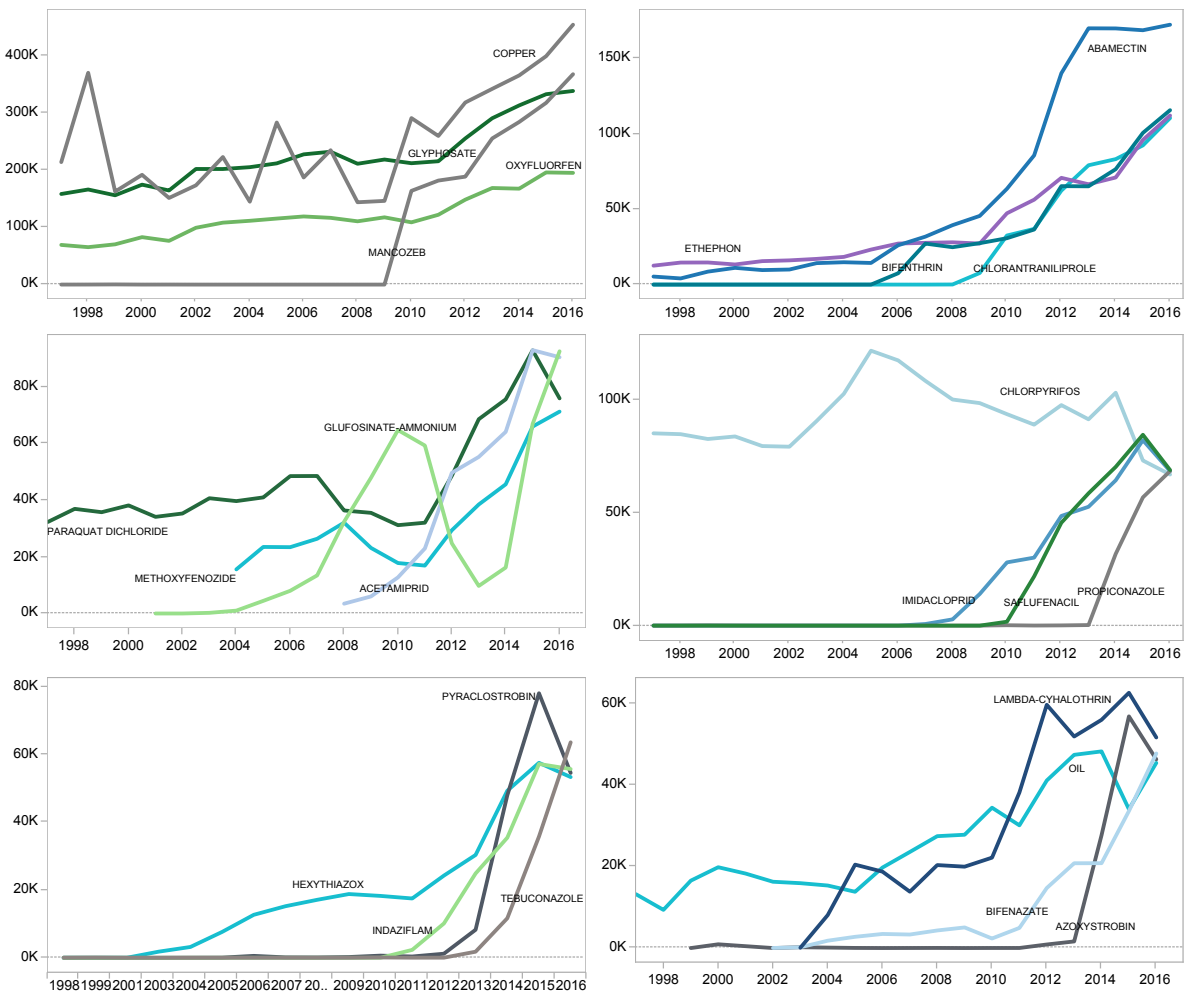 400K
COPPER
300K
200K
GLYPHOSATE
OXYFLUORFEN
100K
MANCOZEB
0K
1998 2000 2002 2004 2006 2008 2010 2012 2014 2016
150K
ABAMECTIN
100K
50K
ETHEPHON
BIFENTHRIN
CHLORANTRANILIPROLE
0K
1998 2000 2002 2004 2006 2008 2010 2012 2014 2016
80K
60K
GLUFOSINATE-AMMONIUM
40K
PARAQUAT DICHLORIDE
20K
METHOXYFENOZIDE
ACETAMIPRID
0K
1998 2000 2002 2004 2006 2008 2010 2012 2014 2016
100K
CHLORPYRIFOS
50K
IMIDACLOPRID
SAFLUFENACIL
PROPICONAZOLE
0K
1998 2000 2002 2004 2006 2008 2010 2012 2014 2016
80K
PYRACLOSTROBIN
60K
40K
20K
HEXYTHIAZOX
TEBUCONAZOLE
INDAZIFLAM
0K
1998 1999 2001 2003 2004 2005 2006 2007 20.. 2009 2010 2011 2012 2013 2014 2015 2016
60K
LAMBDA-CYHALOTHRIN
OIL
40K
20K
BIFENAZATE
AZOXYSTROBIN
0K
1998 2000 2002 2004 2006 2008 2010 2012 2014 2016